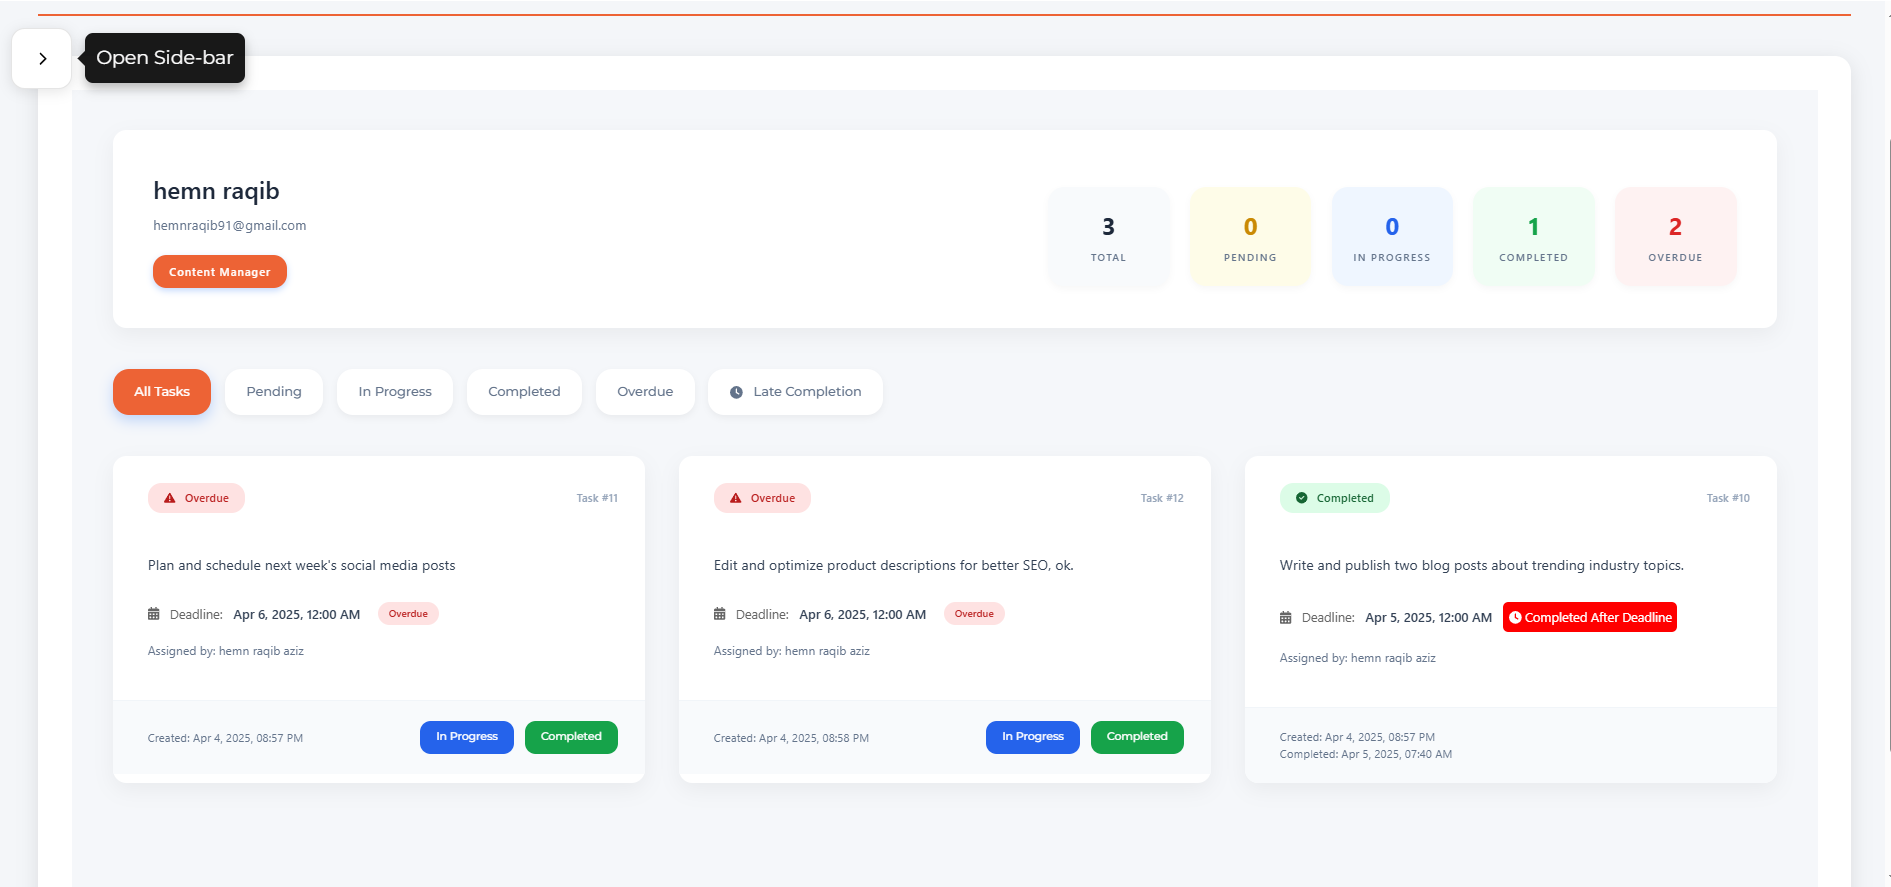 Open Side-bar
hemn raqib
hemnraqib91@gmail.com
Content Manager
3
TOTAL
0
PENDING
0
IN PROGRESS
1
COMPLETED
2
OVERDUE
All Tasks
Pending
In Progress
Completed
Overdue
Late Completion
Overdue
Task #11
Plan and schedule next week's social media posts
Deadline: Apr 6, 2025, 12:00 AM Overdue
Assigned by: hemn raqib aziz
Created: Apr 4, 2025, 08:57 PM
In Progress
Completed
Overdue
Task #12
Edit and optimize product descriptions for better SEO, ok.
Deadline: Apr 6, 2025, 12:00 AM Overdue
Assigned by: hemn raqib aziz
Created: Apr 4, 2025, 08:58 PM
In Progress
Completed
Completed
Task #10
Write and publish two blog posts about trending industry topics.
Deadline: Apr 5, 2025, 12:00 AM Completed After Deadline
Assigned by: hemn raqib aziz
Created: Apr 4, 2025, 08:57 PM
Completed: Apr 5, 2025, 07:40 AM